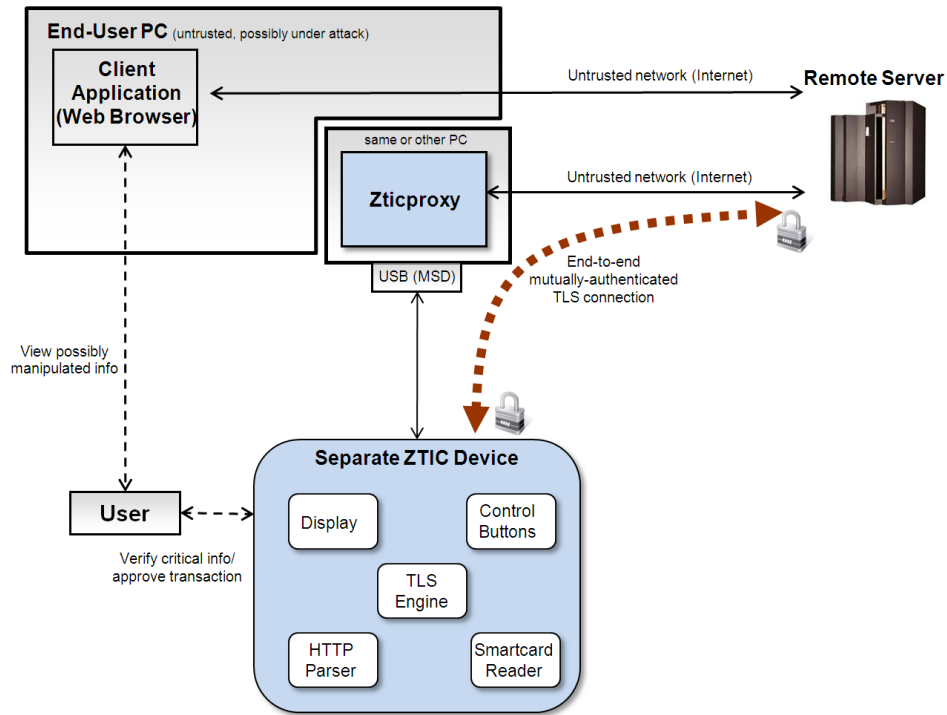 End-User PC (untrusted, possibly under attack)
Client
Application
(Web Browser)
Untrusted network (Internet)
Remote Server
same or other PC
Zticproxy
Untrusted network (Internet)
USB (MSD)
End-to-end
mutually-authenticated
TLS connection
View possibly
manipulated info
Separate ZTIC Device
User
Display
Control
Buttons
Verify critical info/
approve transaction
TLS
Engine
HTTP
Parser
Smartcard
Reader